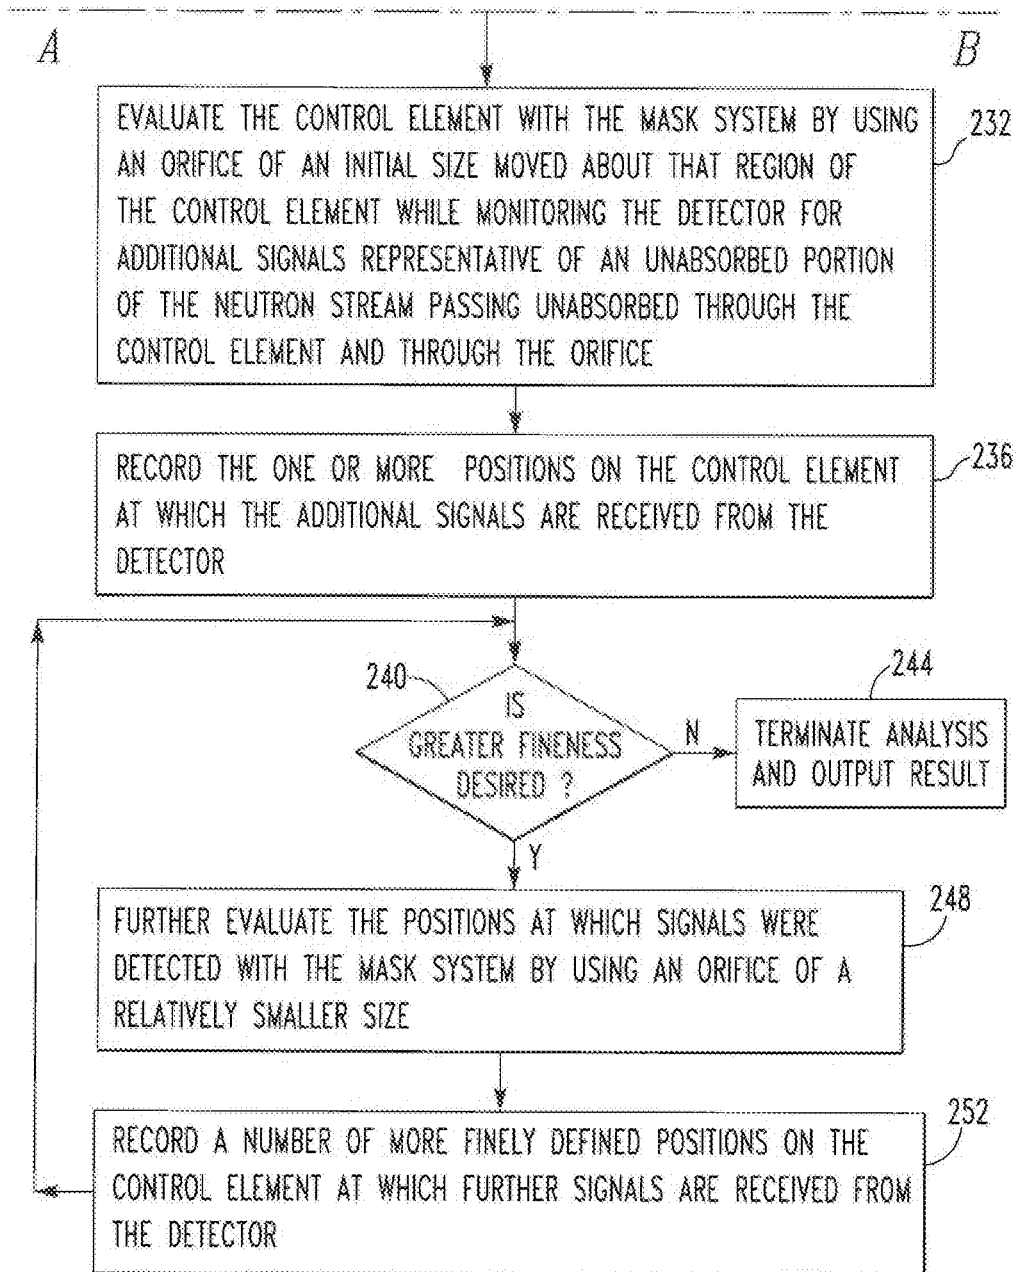 A
B
EVALUATE THE CONTROL ELEMENT WITH THE MASK SYSTEM BY USING
AN ORIFICE OF AN INITIAL SIZE MOVED ABOUT THAT REGION OF
THE CONTROL ELEMENT WHILE MONITORING THE DETECTOR FOR
ADDITIONAL SIGNALS REPRESENTATIVE OF AN UNABSORBED PORTION
OF THE NEUTRON STREAM PASSING UNABSORBED THROUGH THE
CONTROL ELEMENT AND THROUGH THE ORIFICE
232
RECORD THE ONE OR MORE POSITIONS ON THE CONTROL ELEMENT
AT WHICH THE ADDITIONAL SIGNALS ARE RECEIVED FROM THE
DETECTOR
236
240
IS
GREATER FINENESS
DESIRED ?
N
244
TERMINATE ANALYSIS
AND OUTPUT RESULT
Y
FURTHER EVALUATE THE POSITIONS AT WHICH SIGNALS WERE
DETECTED WITH THE MASK SYSTEM BY USING AN ORIFICE OF A
RELATIVELY SMALLER SIZE
248
RECORD A NUMBER OF MORE FINELY DEFINED POSITIONS ON THE
CONTROL ELEMENT AT WHICH FURTHER SIGNALS ARE RECEIVED FROM
THE DETECTOR
252